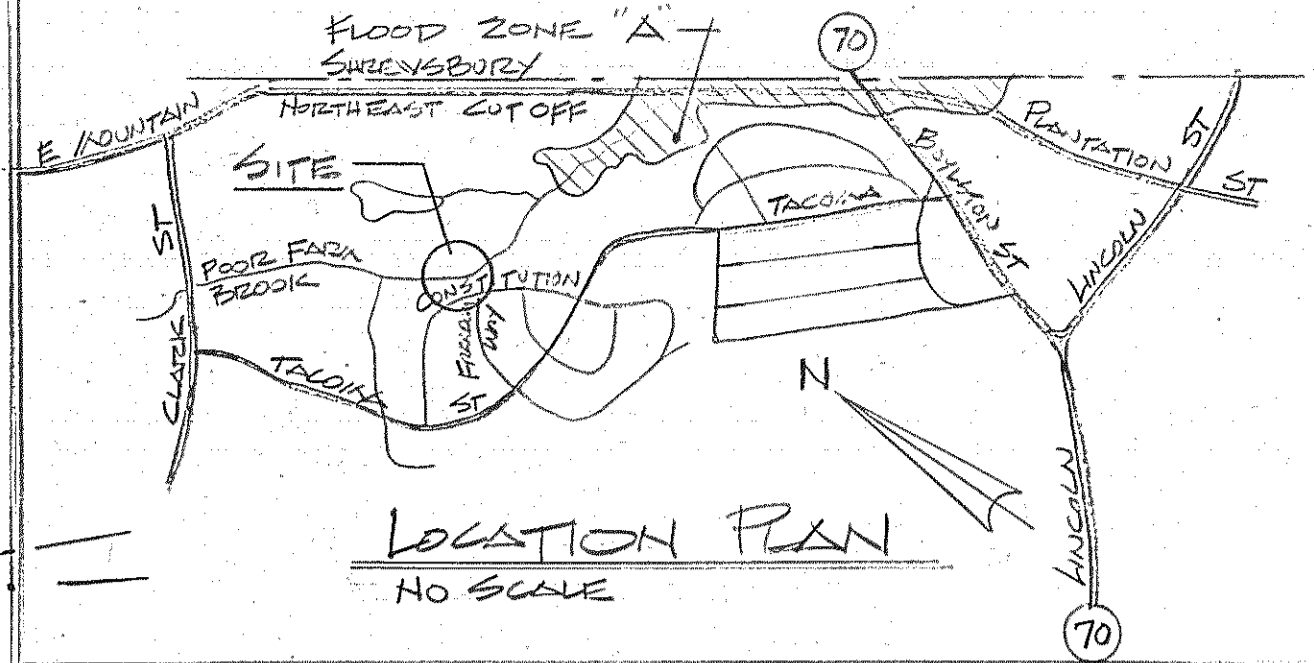 FLOOD ZONE "A"
SHREWSBURY
70
NORTHEAST CUT OFF
E MOUNTAIN
ST
SITE
PLANTATION
ST
ST
BOYLSTON
ST
TACOMA
LINCOLN
POOR FARM
BROOK
CONSTITUTION
WAY
CLARK
TACOMA
ST
N
LINCOLN
LOCATION PLAN
NO SCALE
70